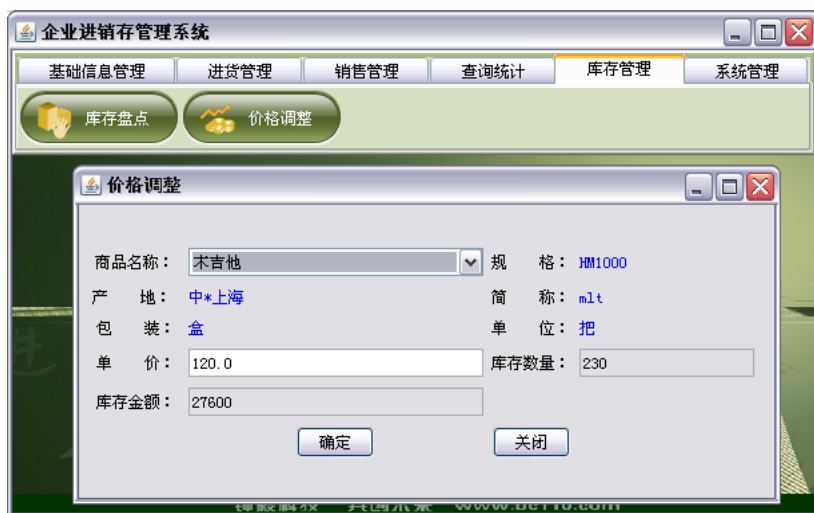 企业进销存管理系统
基础信息管理 进货管理 销售管理 查询统计 库存管理 系统管理
库存盘点 价格调整
价格调整
商品名称： 木吉他 规 格： HM1000
产 地： 中*上海 简 称： mlt
包 装： 盒 单 位： 把
单 价： 120.0 库存数量： 230
库存金额： 27600
确定 关闭